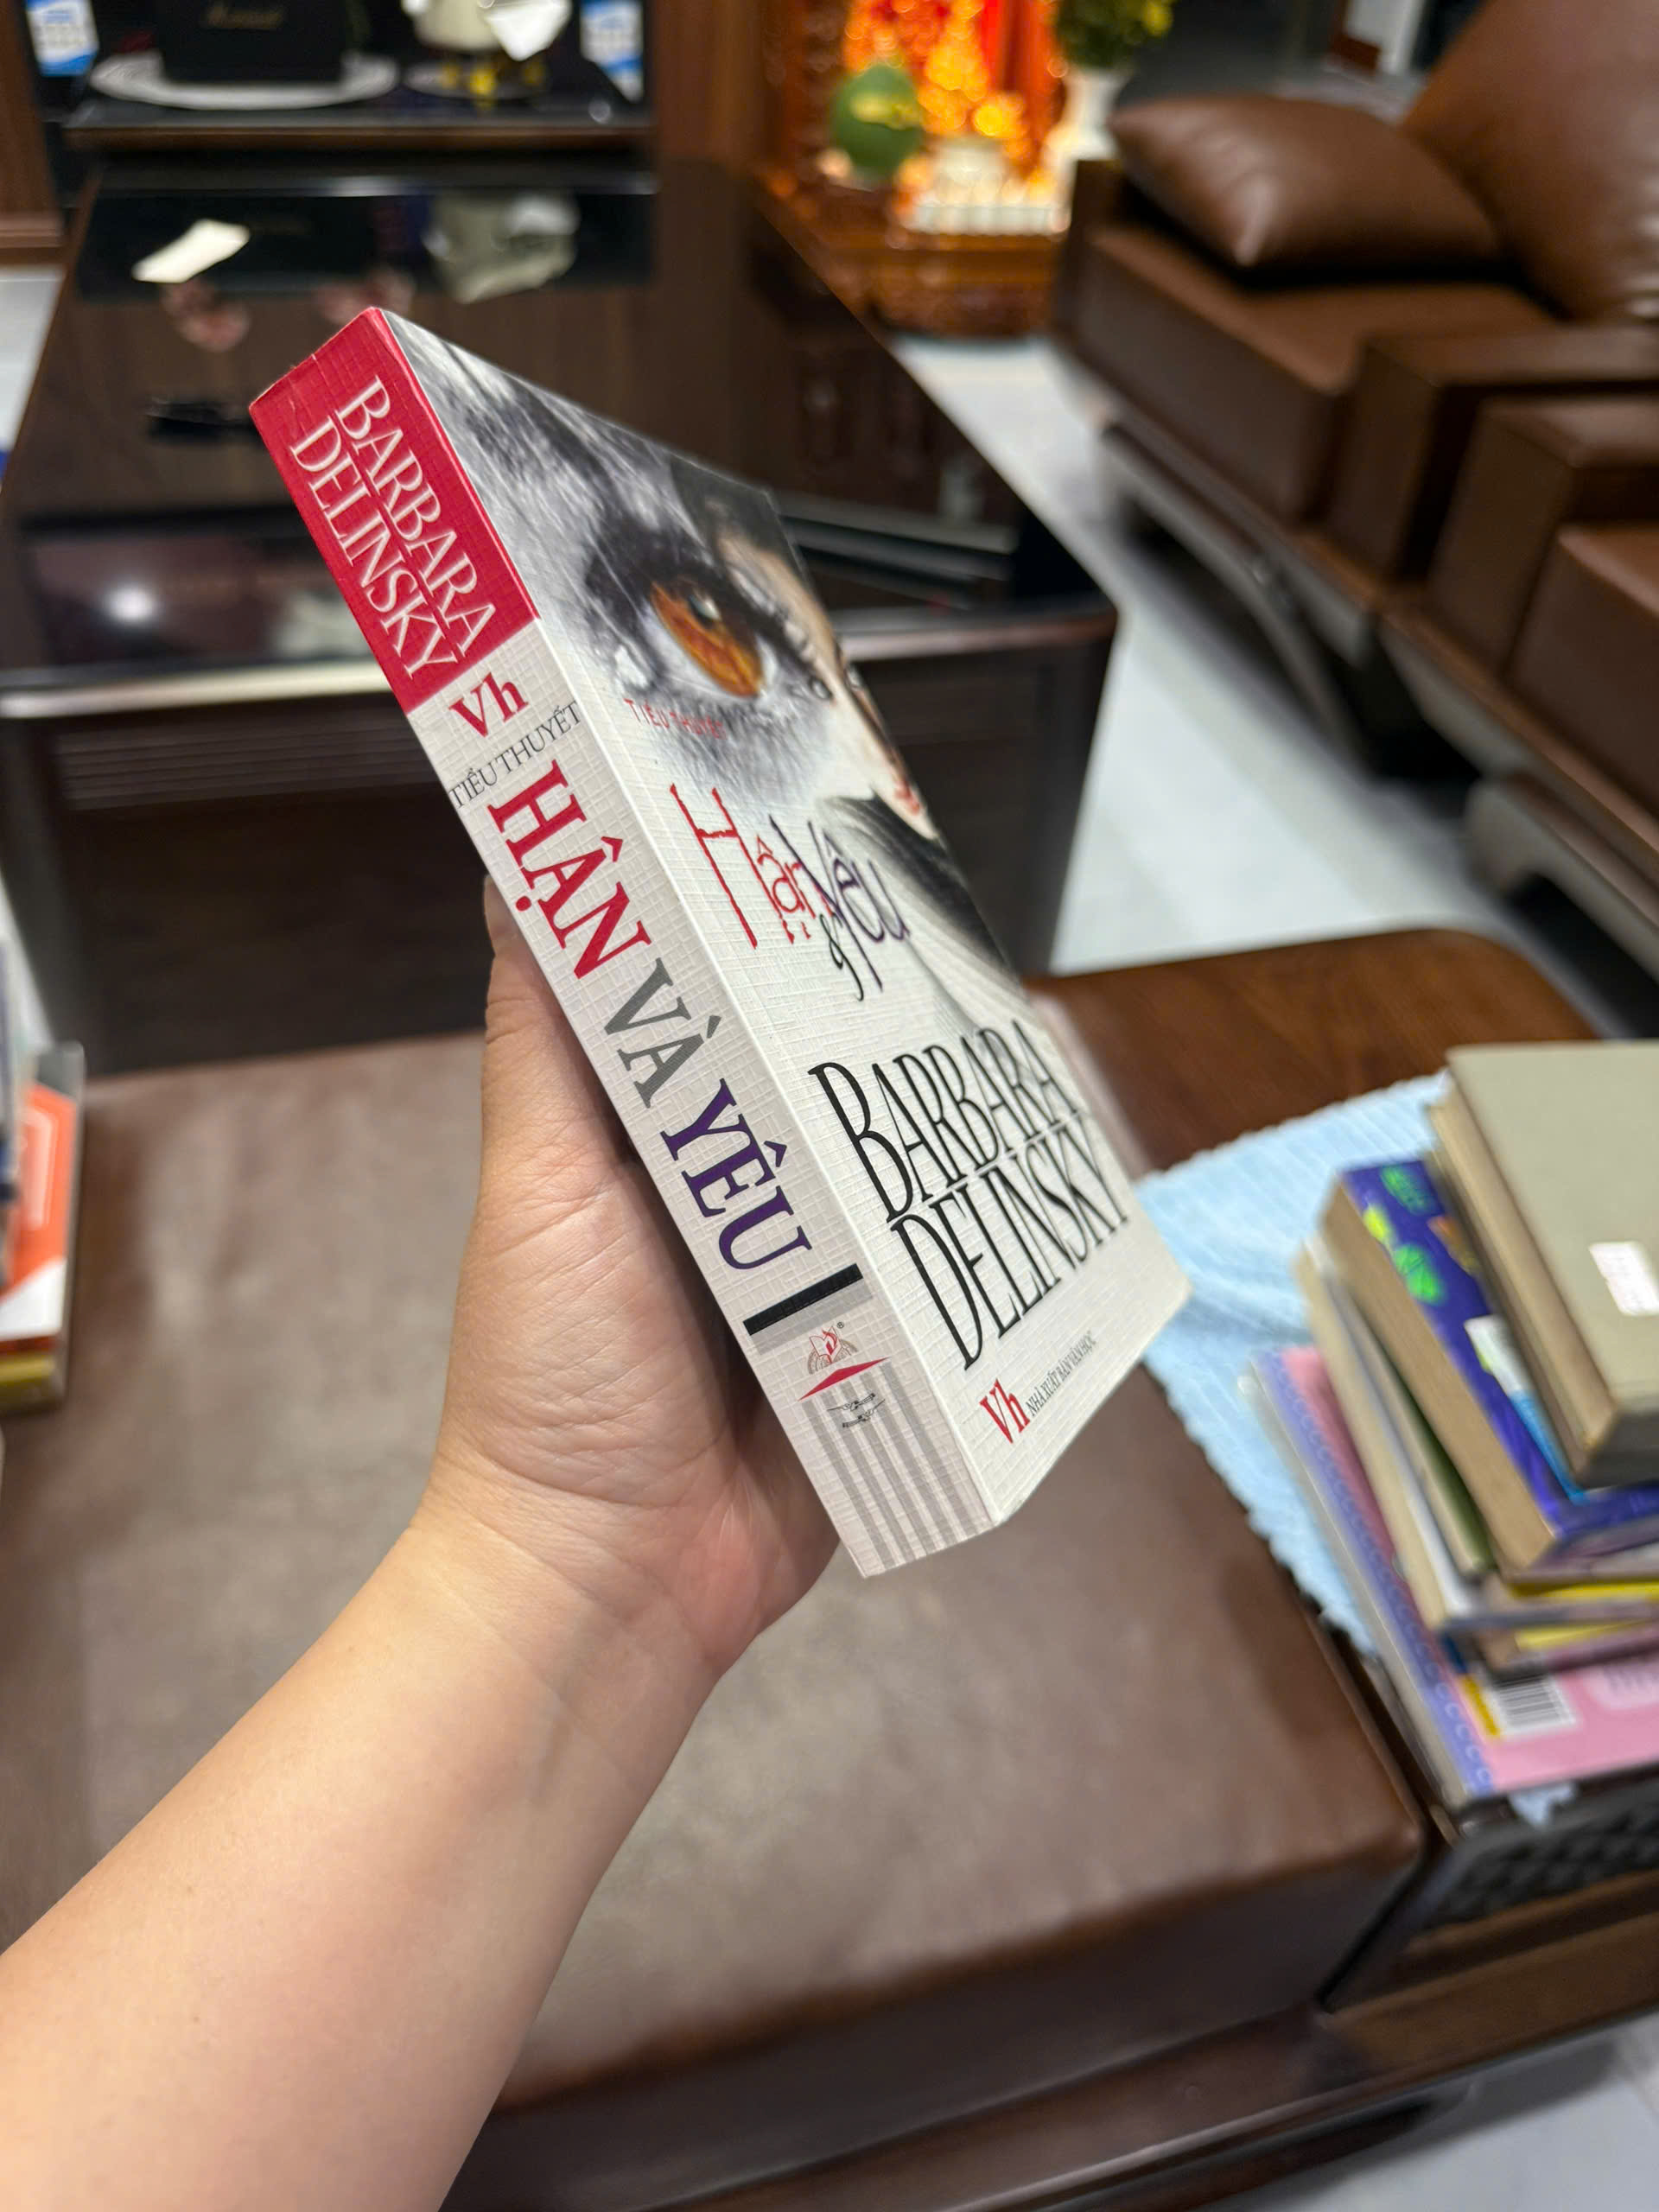 BARBARA
DELINSKY
Vh
TIỂU THUYẾT
HẬN VÀ YÊU
TIỂU THUYẾT
Hận
& Yêu
BARBARA
DELINSKY
Vh NHÀ XUẤT BẢN VĂN HỌC
Marshall